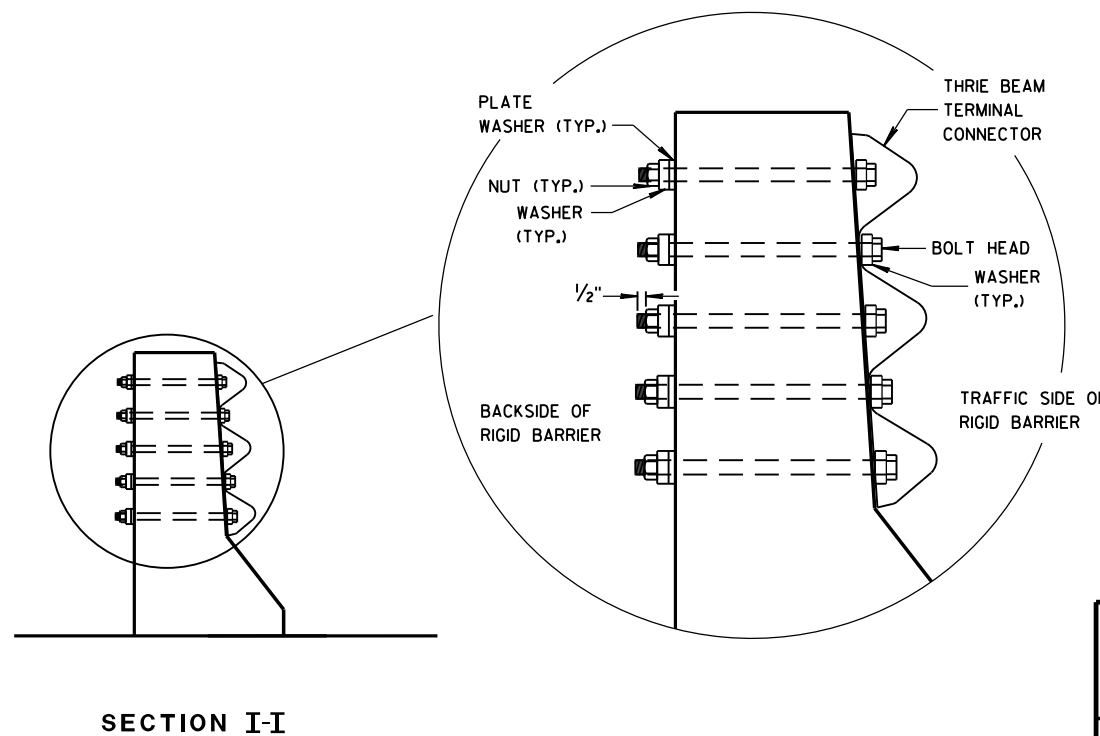 PLATE
WASHER (TYP.)
NUT (TYP.)
WASHER
(TYP.)
1/2"
BACKSIDE OF
RIGID BARRIER
THRIE BEAM
TERMINAL
CONNECTOR
BOLT HEAD
WASHER
(TYP.)
TRAFFIC SIDE OF
RIGID BARRIER
SECTION I-I